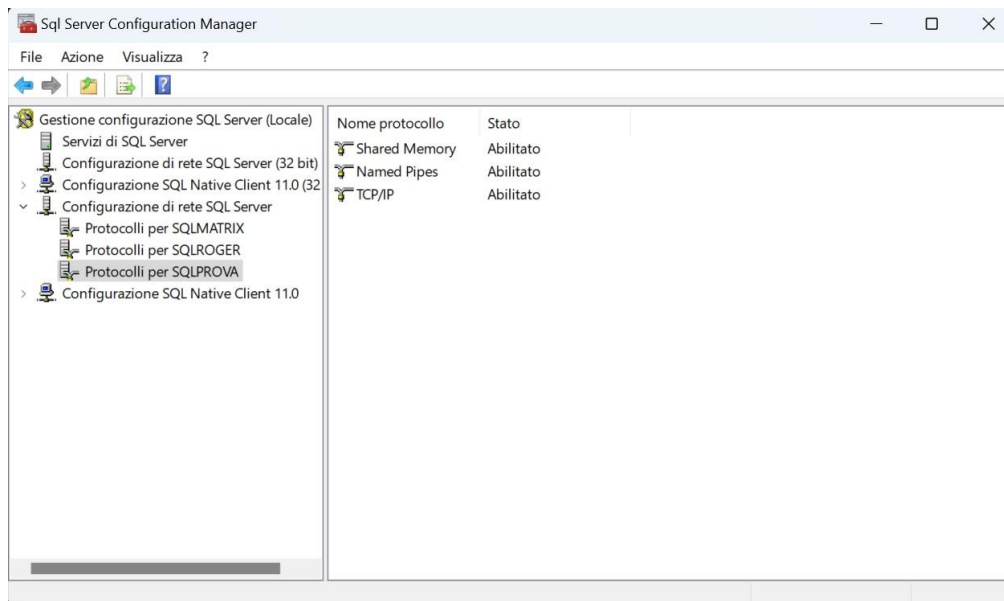 Sql Server Configuration Manager
File Azione Visualizza ?
Gestione configurazione SQL Server (Locale)
Servizi di SQL Server
Configurazione di rete SQL Server (32 bit)
Configurazione SQL Native Client 11.0 (32
Configurazione di rete SQL Server
Protocolli per SQLMATRIX
Protocolli per SQLROGER
Protocolli per SQLPROVA
Configurazione SQL Native Client 11.0
Nome protocollo Stato
Shared Memory Abilitato
Named Pipes Abilitato
TCP/IP Abilitato